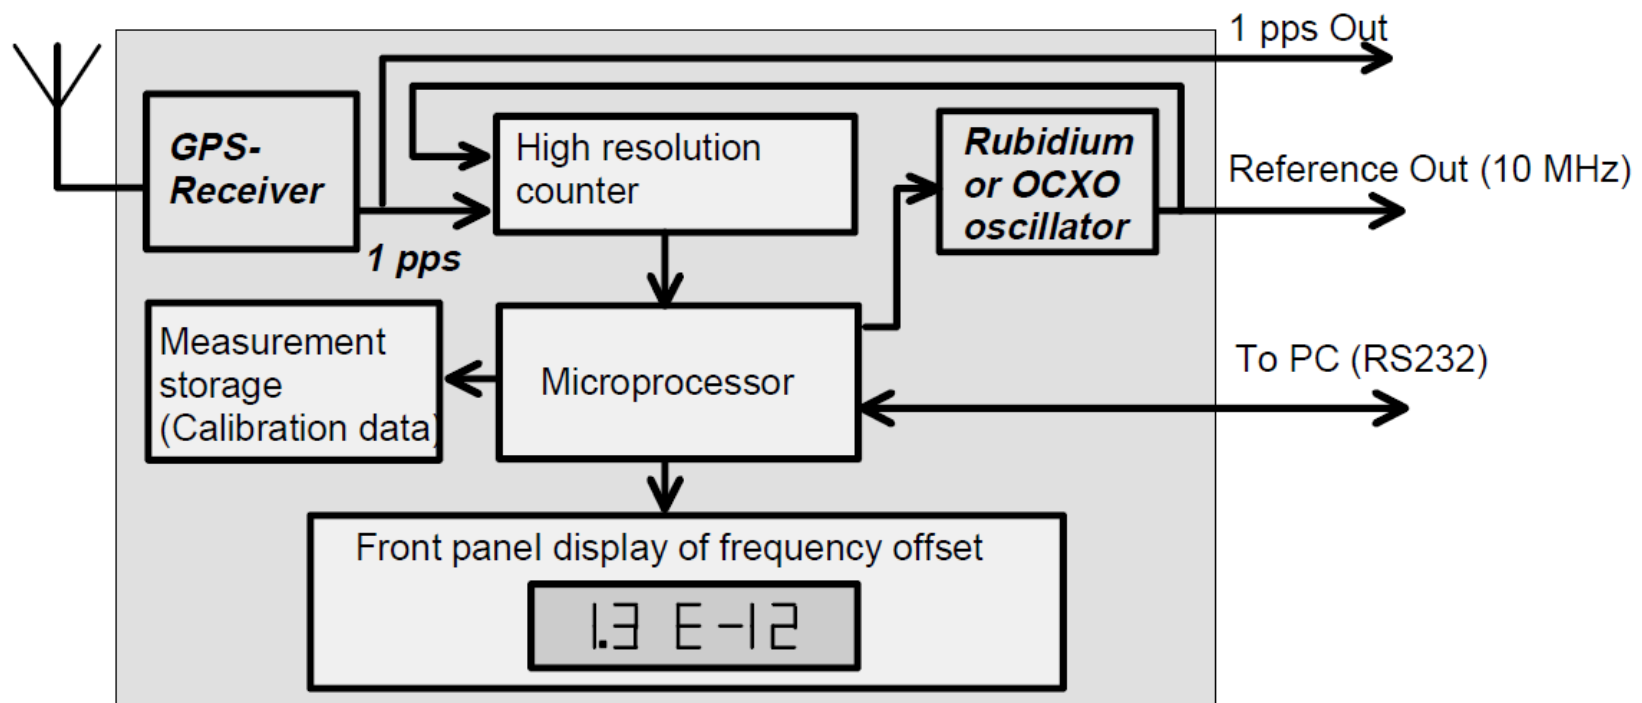 1 pps Out
GPS-
Receiver
1 pps
High resolution
counter
Rubidium
or OCXO
oscillator
Reference Out (10 MHz)
Measurement
storage
(Calibration data)
Microprocessor
To PC (RS232)
Front panel display of frequency offset
1.3 E-12